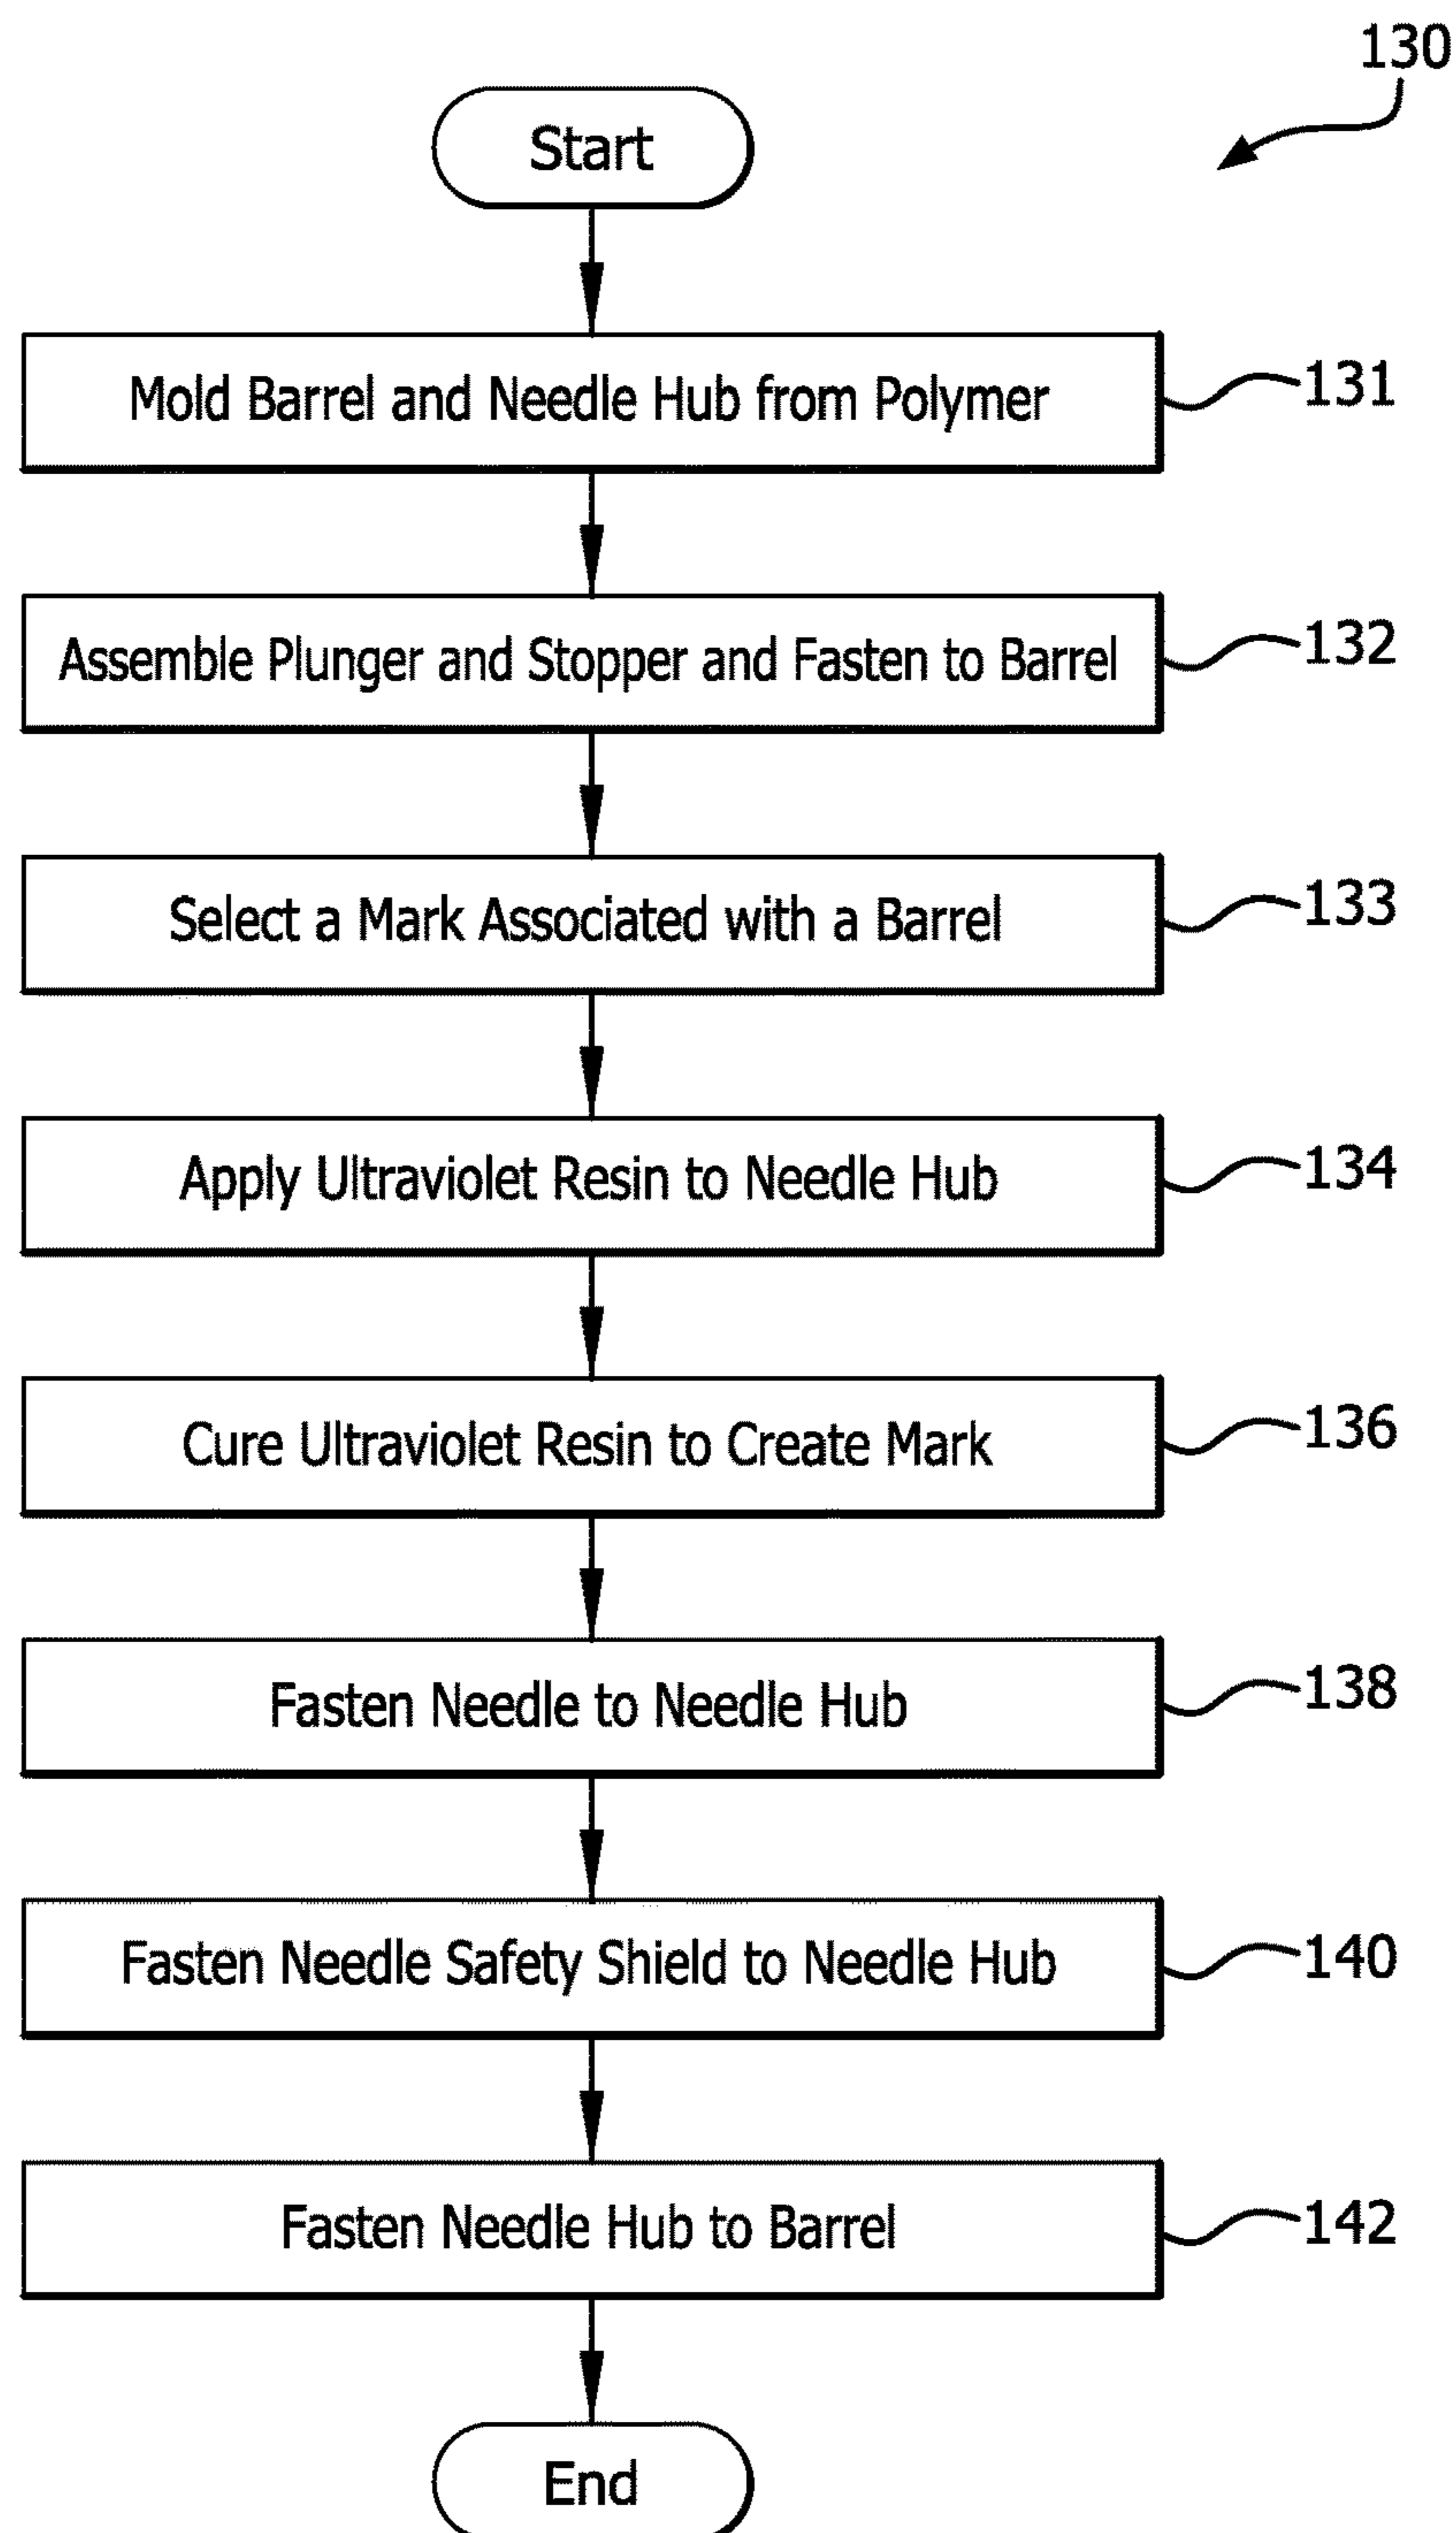 130
Start
Mold Barrel and Needle Hub from Polymer
131
Assemble Plunger and Stopper and Fasten to Barrel
132
Select a Mark Associated with a Barrel
133
Apply Ultraviolet Resin to Needle Hub
134
Cure Ultraviolet Resin to Create Mark
136
Fasten Needle to Needle Hub
138
Fasten Needle Safety Shield to Needle Hub
140
Fasten Needle Hub to Barrel
142
End